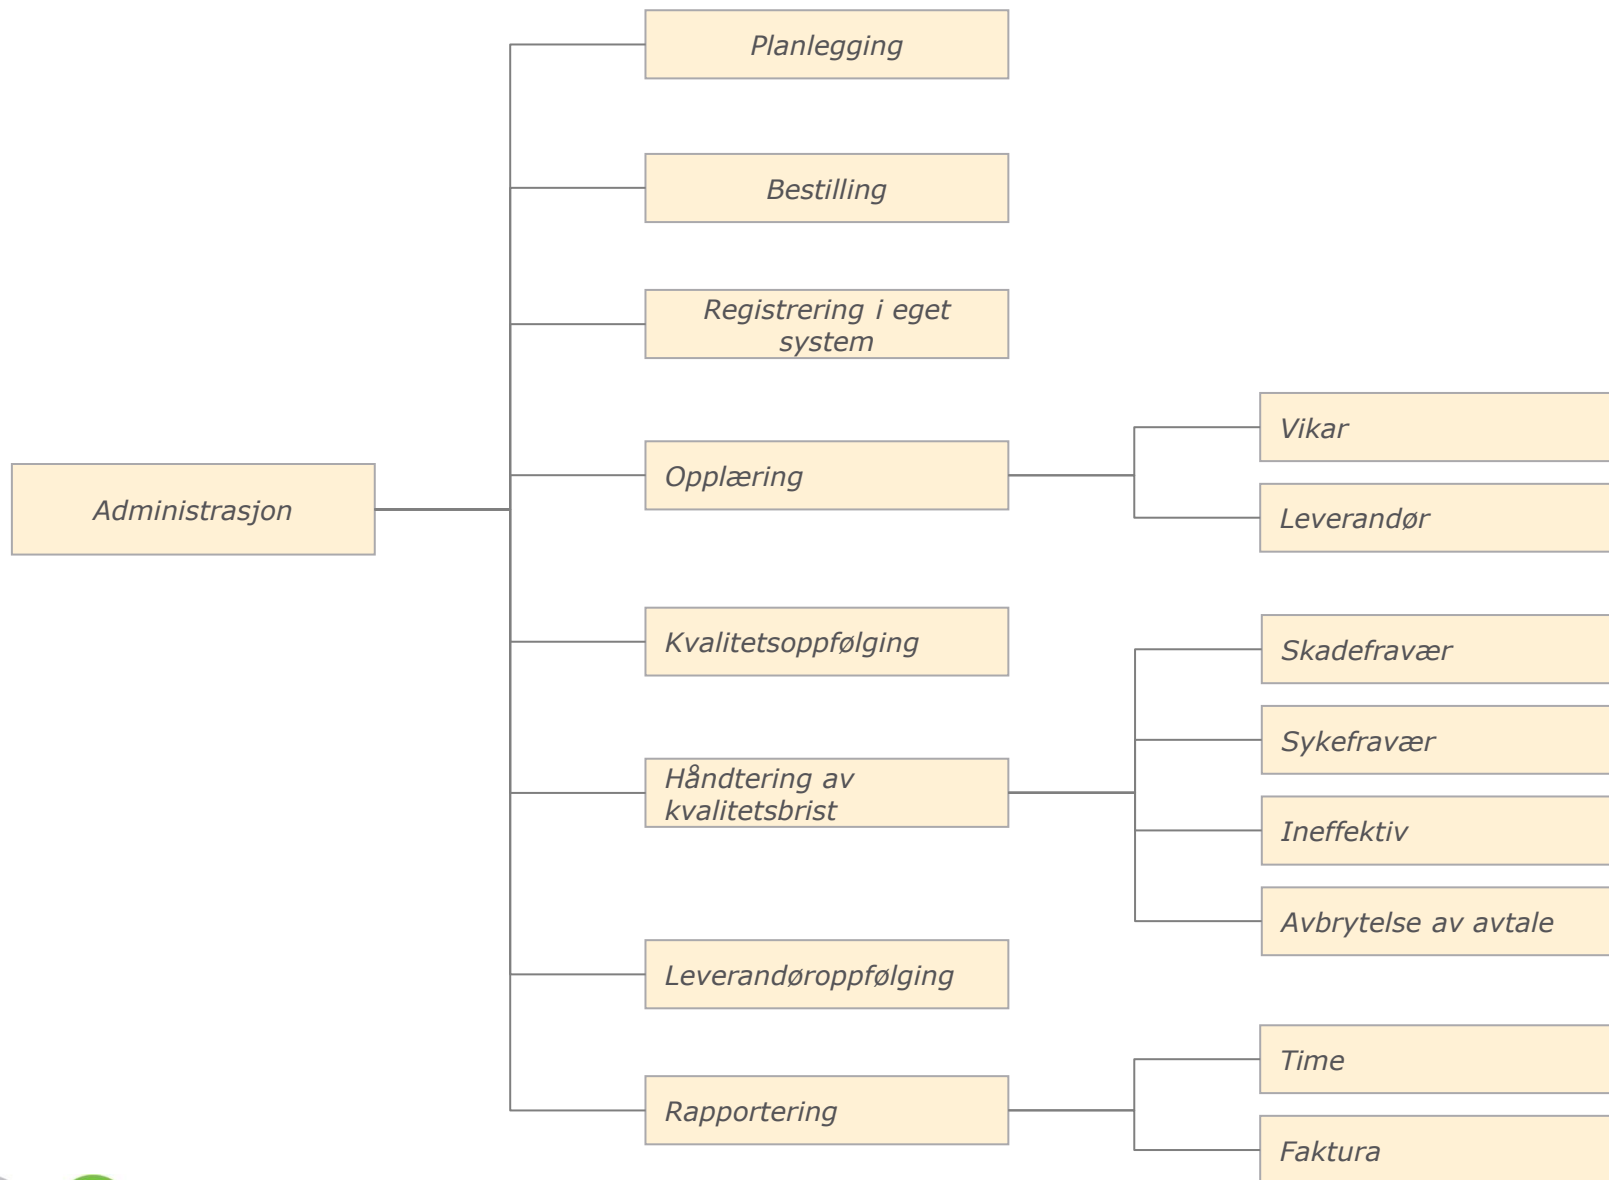 Planlegging
Bestilling
Registrering i eget
system
Vikar
Opplæring
Administrasjon
Leverandør
Kvalitetsoppfølging
Skadefravær
Sykefravær
Håndtering av
kvalitetsbrist
Ineffektiv
Avbrytelse av avtale
Leverandøroppfølging
Time
Rapportering
Faktura